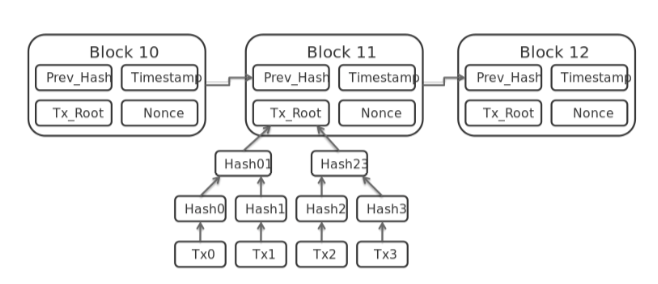 Block 10 Block 11 Block 12
Prev_Hash Timestamp Prev_Hash Timestamp Prev_Hash Timestamp
Tx_Root Nonce Tx_Root Nonce Tx_Root Nonce
Hash01 Hash23
Hash0 Hash1 Hash2 Hash3
Tx0 Tx1 Tx2 Tx3